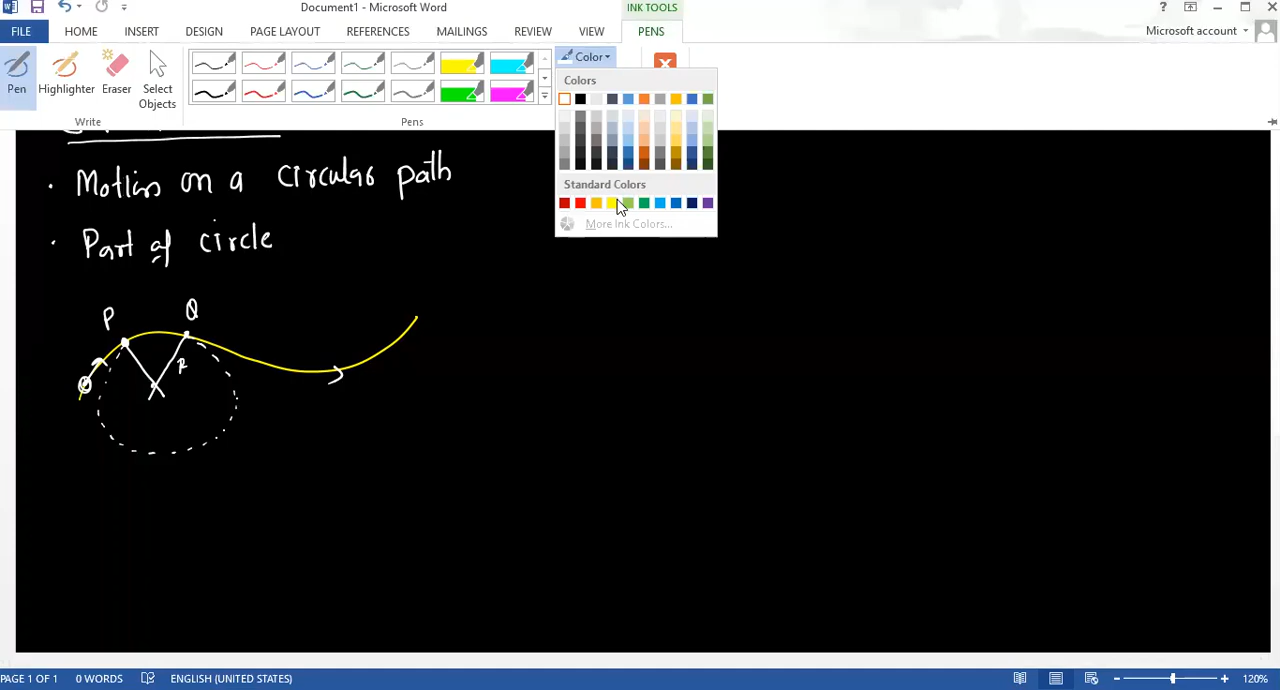 Document1 - Microsoft Word
INK TOOLS
?
FILE HOME INSERT DESIGN PAGE LAYOUT REFERENCES MAILINGS REVIEW VIEW PENS
Microsoft account
Pen
Highlighter
Eraser
Select Objects
Color
Write
Pens
Colors
Standard Colors
More Ink Colors...
· Motion on a circular path
· Part of circle
P
Q
R
PAGE 1 OF 1 0 WORDS ENGLISH (UNITED STATES) 120%